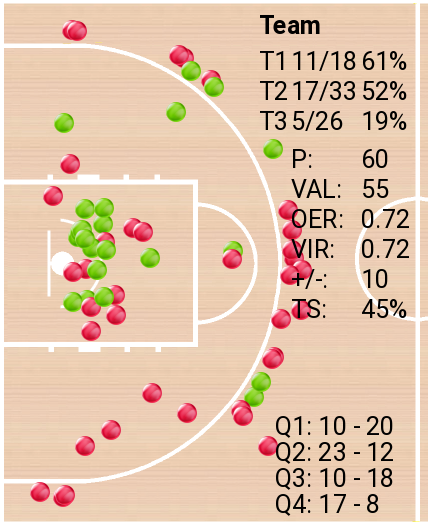 Team
T1 11/18 61%
T2 17/33 52%
T3 5/26 19%
P: 60
VAL: 55
OER: 0.72
VIR: 0.72
+/-: 10
TS: 45%
Q1: 10 - 20
Q2: 23 - 12
Q3: 10 - 18
Q4: 17 - 8